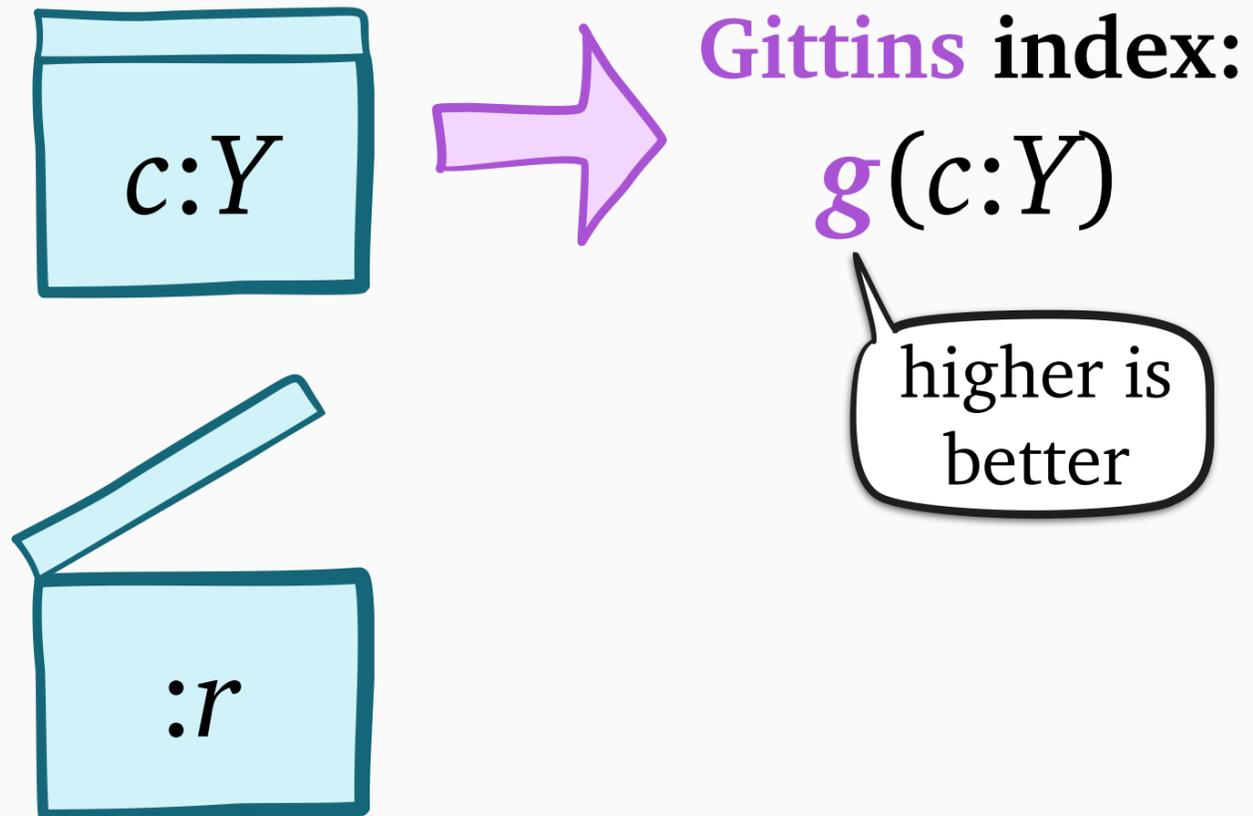 c:Y
Gittins index:
g(c:Y)
higher is
better
:r